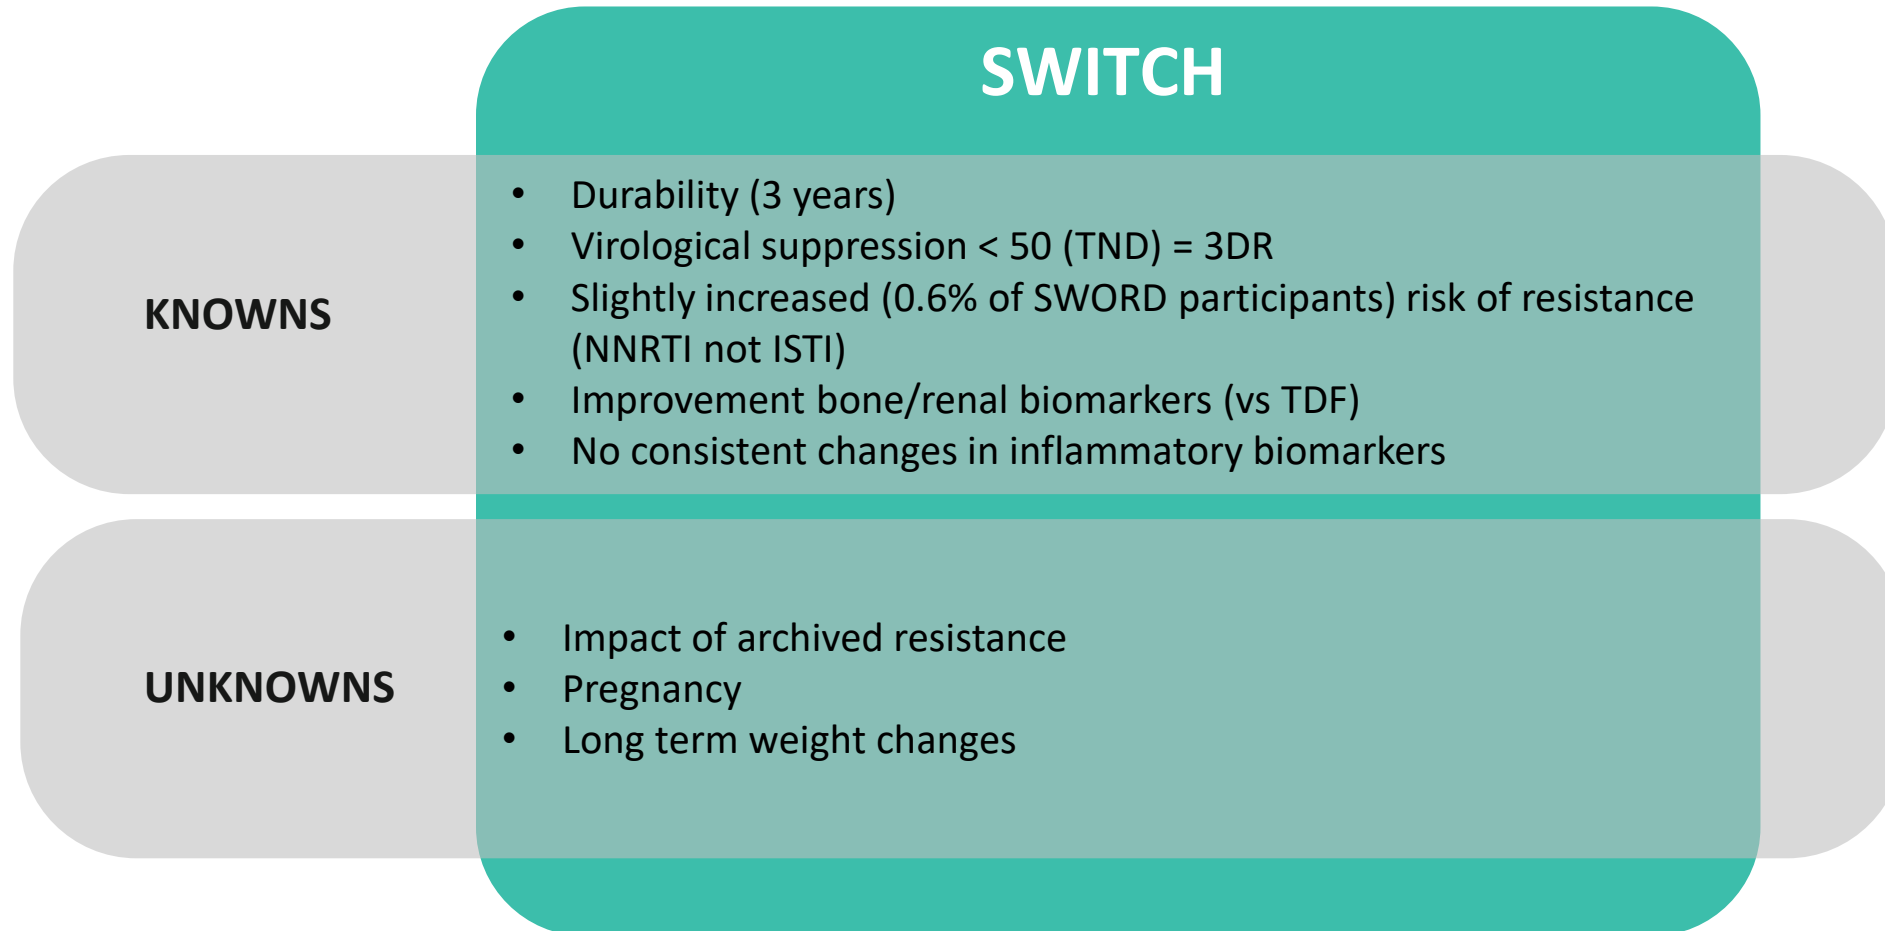 SWITCH
KNOWNS
• Durability (3 years)
• Virological suppression < 50 (TND) = 3DR
• Slightly increased (0.6% of SWORD participants) risk of resistance
(NNRTI not ISTI)
• Improvement bone/renal biomarkers (vs TDF)
• No consistent changes in inflammatory biomarkers
UNKNOWNS
• Impact of archived resistance
• Pregnancy
• Long term weight changes